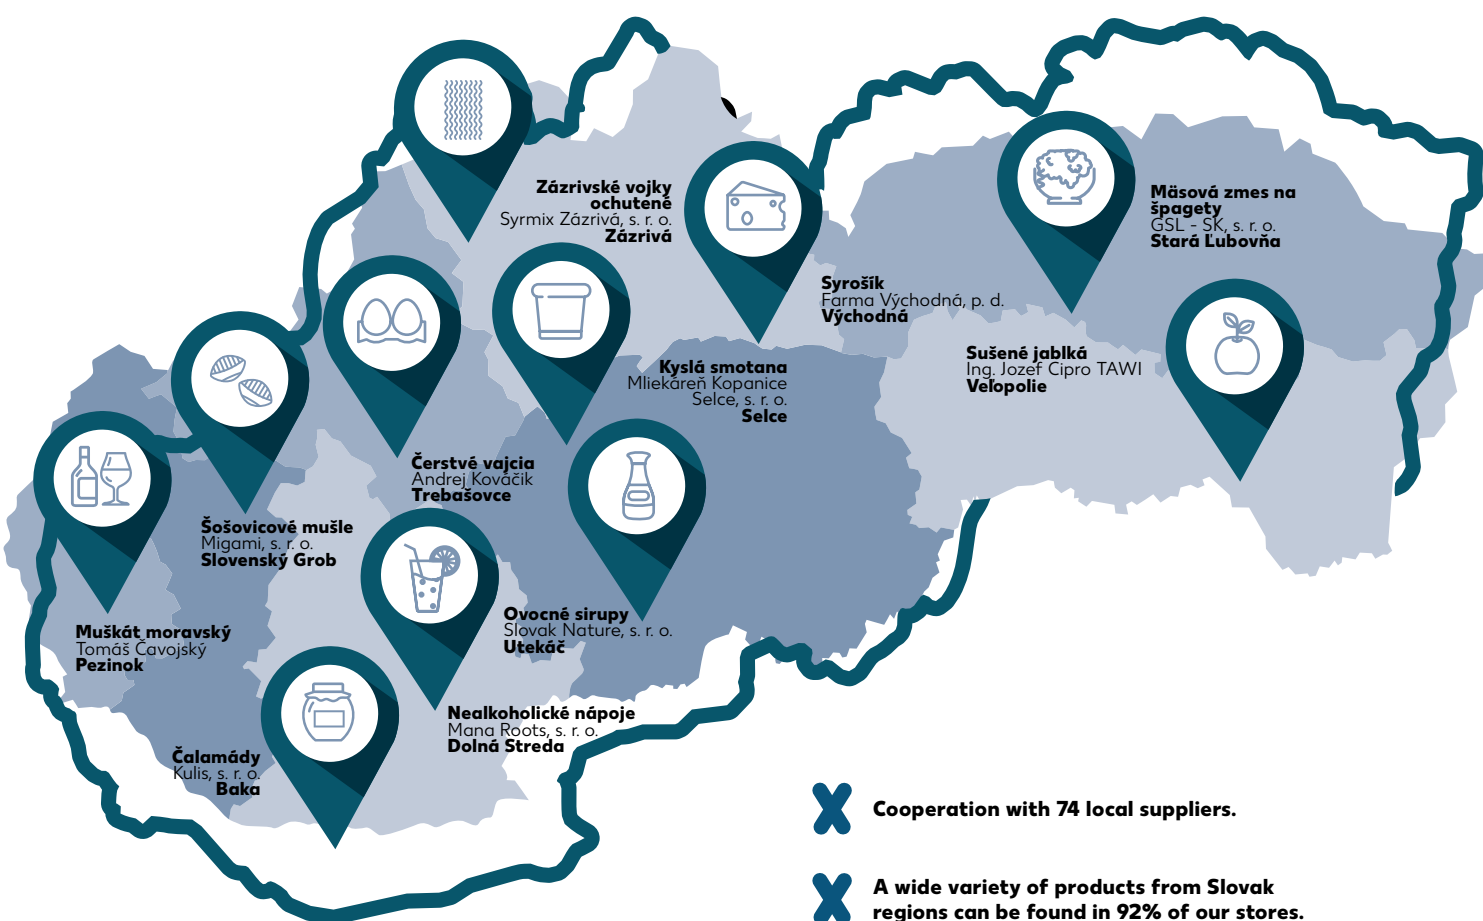 Zázrivské vojky
ochutené
Syrmix Zázrivá, s. r. o.
Zázrivá
Mäsová zmes na
špagety
GSL - SK, s. r. o.
Stará Ľubovňa
Syrošík
Farma Východná, p. d.
Východná
Sušené jablká
Ing. Jozef Cipro TAWI
Veľopolie
Kyslá smotana
Mliekáreň Kopanice
Selce, s. r. o.
Selce
Čerstvé vajcia
Andrej Kováčik
Trebašovce
Šošovicové mušle
Migami, s. r. o.
Slovenský Grob
Ovocné sirupy
Slovak Nature, s. r. o.
Utekáč
Muškát moravský
Tomáš Čavojský
Pezinok
Nealkoholické nápoje
Mana Roots, s. r. o.
Dolná Streda
Čalamády
Kulis, s. r. o.
Baka
Cooperation with 74 local suppliers.
A wide variety of products from Slovak
regions can be found in 92% of our stores.